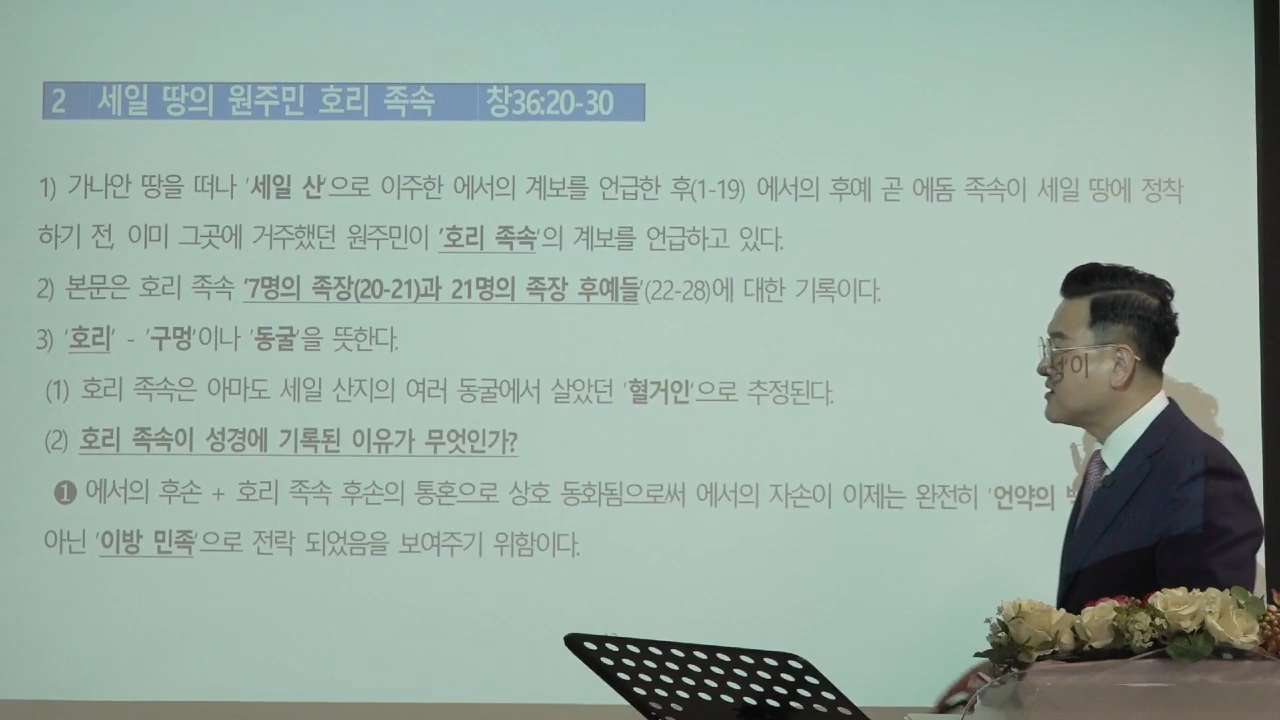 2 세일 땅의 원주민 호리 족속 창36:20-30
1) 가나안 땅을 떠나 '세일 산'으로 이주한 에서의 계보를 언급한 후(1-19) 에서의 후예 곧 에돔 족속이 세일 땅에 정착
하기 전, 이미 그곳에 거주했던 원주민이 '호리 족속'의 계보를 언급하고 있다.
2) 본문은 호리 족속 '7명의 족장(20-21)과 21명의 족장 후예들'(22-28)에 대한 기록이다.
3) '호리' - '구멍'이나 '동굴'을 뜻한다.
(1) 호리 족속은 아마도 세일 산지의 여러 동굴에서 살았던 '혈거인'으로 추정된다.
(2) 호리 족속이 성경에 기록된 이유가 무엇인가?
❶ 에서의 후손 + 호리 족속 후손의 통혼으로 상호 동화됨으로써 에서의 자손이 이제는 완전히 '언약의
아닌 '이방 민족'으로 전락 되었음을 보여주기 위함이다.